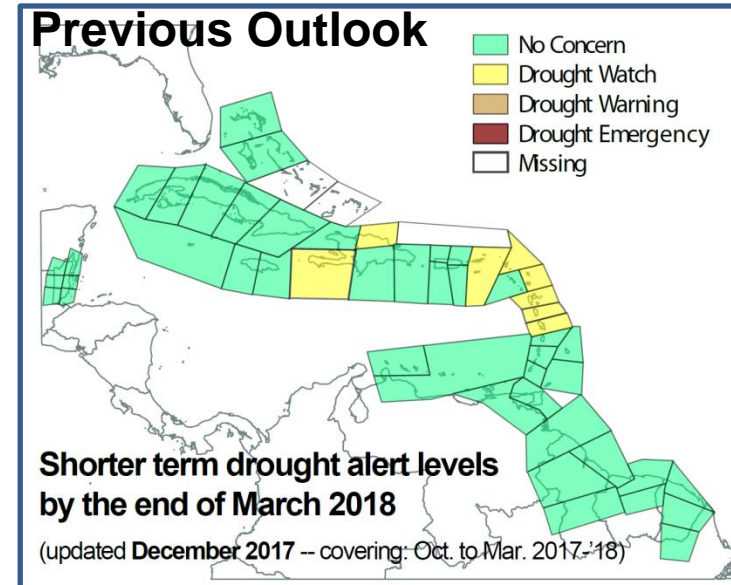 Previous Outlook
No Concern
Drought Watch
Drought Warning
Drought Emergency
Missing
Shorter term drought alert levels
by the end of March 2018
(updated December 2017 -- covering: Oct. to Mar. 2017-'18)